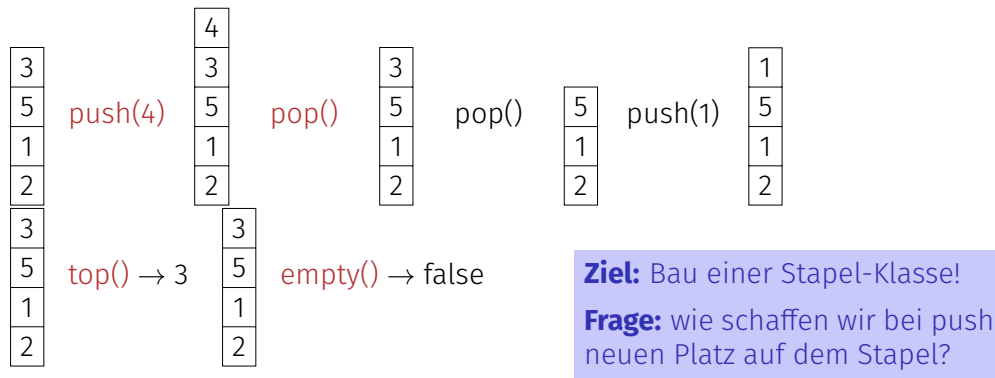 4
3 3 3 1
5 push(4) 5 pop() 5 pop() 5 push(1) 5
1 1 1 1 1
2 2 2 2 2
3 3
5 top() → 3 5 empty() → false
1 1
2 2
Ziel: Bau einer Stapel-Klasse!
Frage: wie schaffen wir bei push
neuen Platz auf dem Stapel?